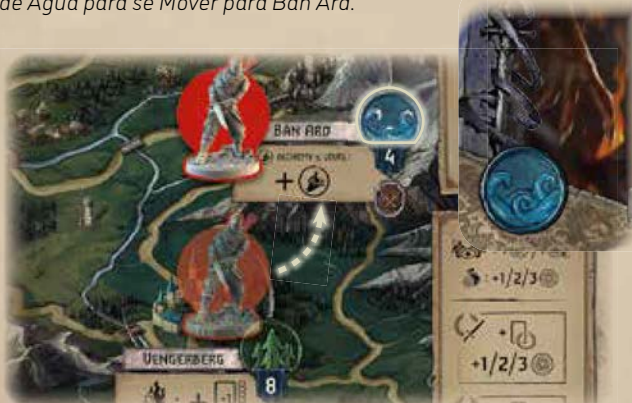 de Água para se Mover para Ban Ard.
BAN ARD
4
+
: +1/2/3
+
+1/2/3
VENGERBERG
8
: +